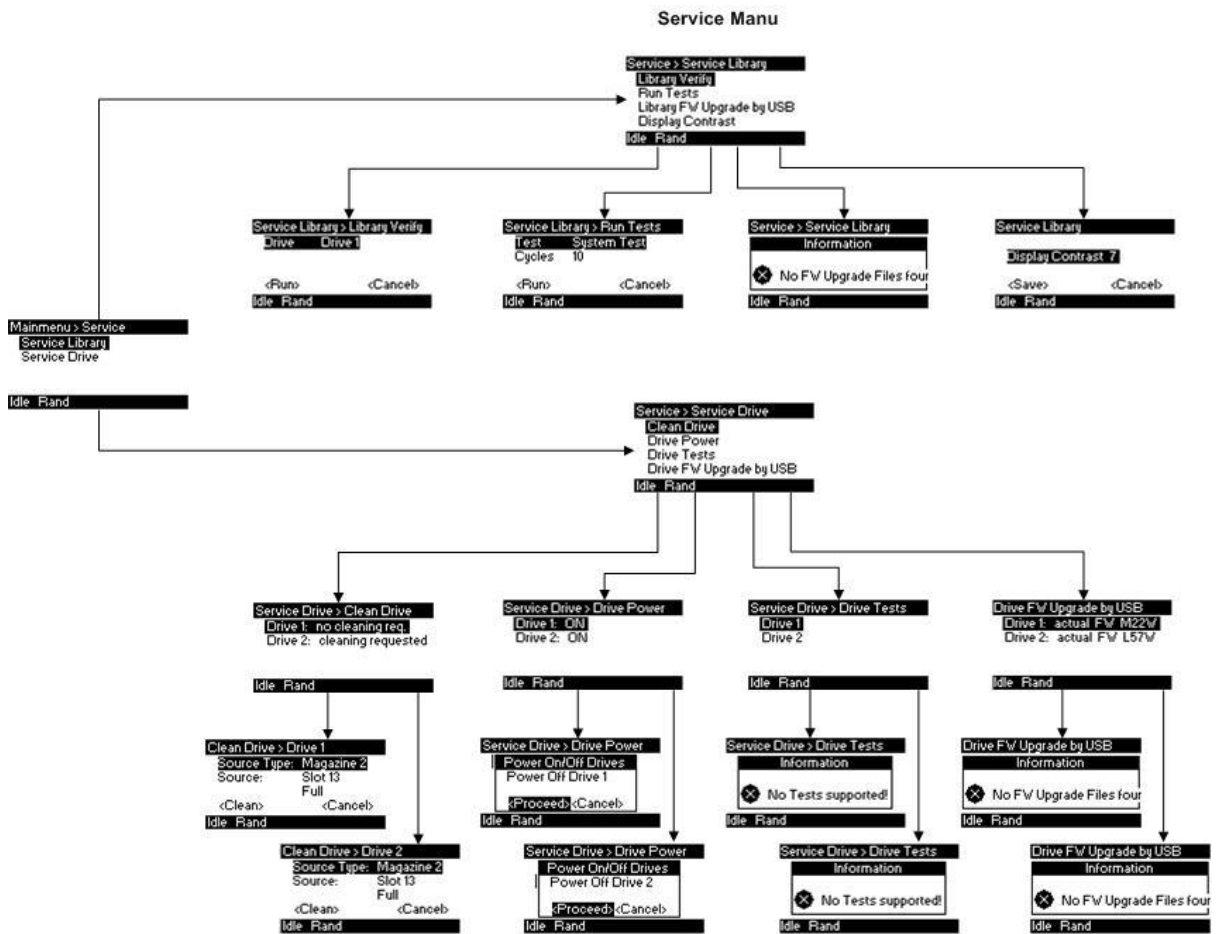 Service Manu
Service > Service Library
Library Verify
Run Tests
Library FW Upgrade by USB
Display Contrast
Idle Rand
Service Library > Library Verify
Drive Drive 1
<Run> <Cancel>
Idle Rand
Service Library > Run Tests
Test System Test
Cycles 10
<Run> <Cancel>
Idle Rand
Service > Service Library
Information
No FW Upgrade Files four
Idle Rand
Service Library
Display Contrast 7
<Save> <Cancel>
Idle Rand
Mainmenu > Service
Service Library
Service Drive
Idle Rand
Service > Service Drive
Clean Drive
Drive Power
Drive Tests
Drive FW Upgrade by USB
Idle Rand
Service Drive > Clean Drive
Drive 1: no cleaning req.
Drive 2: cleaning requested
Idle Rand
Service Drive > Drive Power
Drive 1: ON
Drive 2: ON
Idle Rand
Service Drive > Drive Tests
Drive 1
Drive 2
Idle Rand
Drive FW Upgrade by USB
Drive 1: actual FW M22W
Drive 2: actual FW L57W
Idle Rand
Clean Drive > Drive 1
Source Type: Magazine 2
Source: Slot 13
Full
<Clean> <Cancel>
Idle Rand
Service Drive > Drive Power
Power On/Off Drives
Power Off Drive 1
<Proceed> <Cancel>
Idle Rand
Service Drive > Drive Tests
Information
No Tests supported!
Idle Rand
Drive FW Upgrade by USB
Information
No FW Upgrade Files four
Idle Rand
Clean Drive > Drive 2
Source Type: Magazine 2
Source: Slot 13
Full
<Clean> <Cancel>
Idle Rand
Service Drive > Drive Power
Power On/Off Drives
Power Off Drive 2
<Proceed> <Cancel>
Idle Rand
Service Drive > Drive Tests
Information
No Tests supported!
Idle Rand
Drive FW Upgrade by USB
Information
No FW Upgrade Files four
Idle Rand